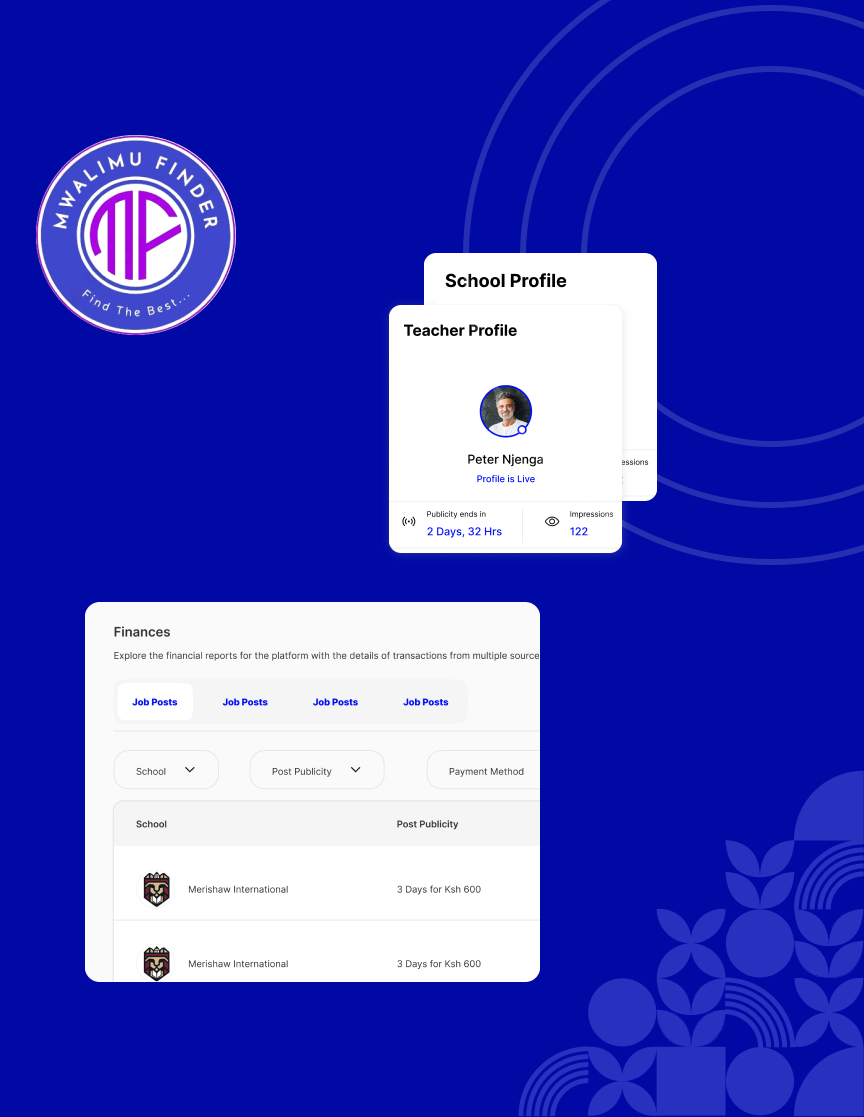 MWALIMU FINDER
MF
Find The Best...
School Profile
Teacher Profile
Peter Njenga
Profile is Live
essions
Publicity ends in
2 Days, 32 Hrs
Impressions
122
Finances
Explore the financial reports for the platform with the details of transactions from multiple source
Job Posts Job Posts Job Posts Job Posts
School Post Publicity Payment Method
School Post Publicity
Merishaw International 3 Days for Ksh 600
Merishaw International 3 Days for Ksh 600